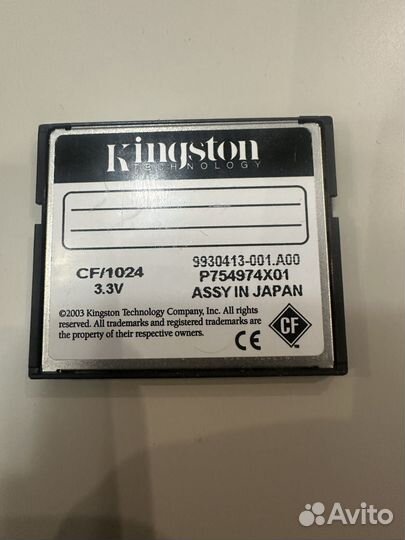 Kingston
TECHNOLOGY
CF/1024
3.3V
9930413-001.A00
P754974X01
ASSY IN JAPAN
©2003 Kingston Technology Company, Inc. All rights
reserved. All trademarks and registered trademarks are
the property of their respective owners.
CE
CF
Avito